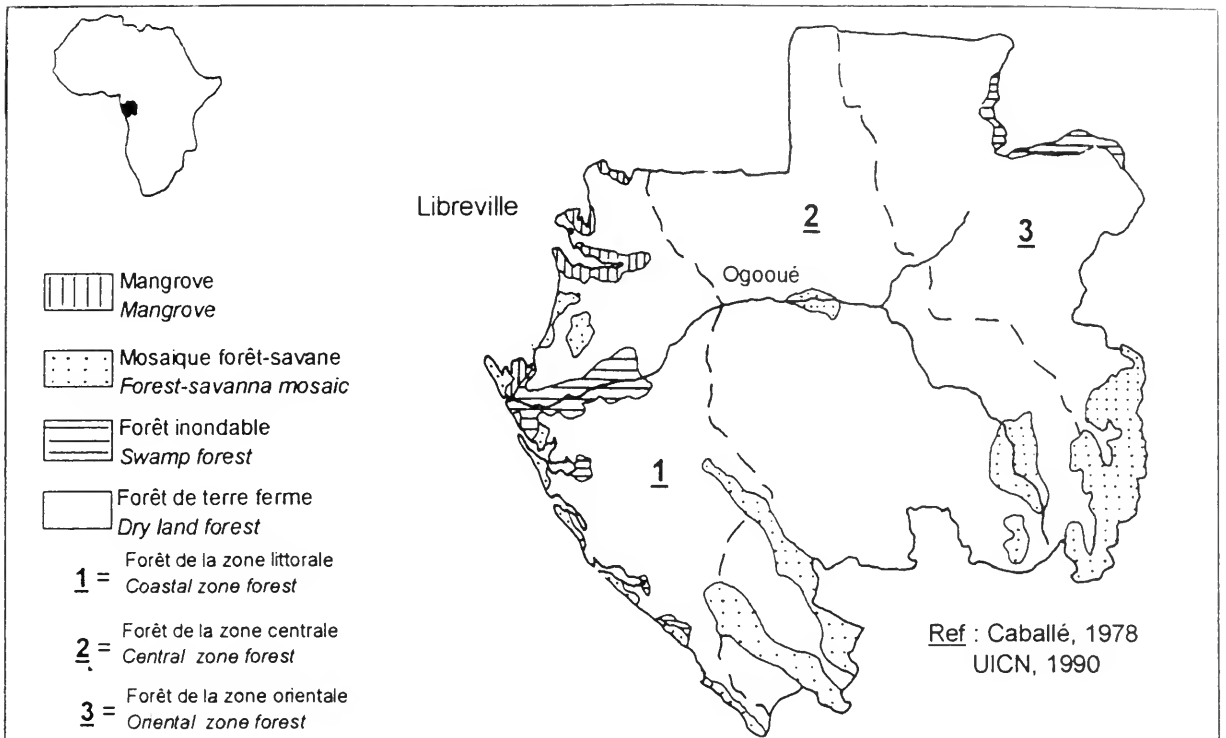 Libreville
Ogooué
1
2
3
Mangrove
Mangrove
Mosaique forêt-savane
Forest-savanna mosaic
Forêt inondable
Swamp forest
Forêt de terre ferme
Dry land forest
1 = Forêt de la zone littorale
Coastal zone forest
2 = Forêt de la zone centrale
Central zone forest
3 = Forêt de la zone orientale
Oriental zone forest
Ref : Caballé, 1978
UICN, 1990